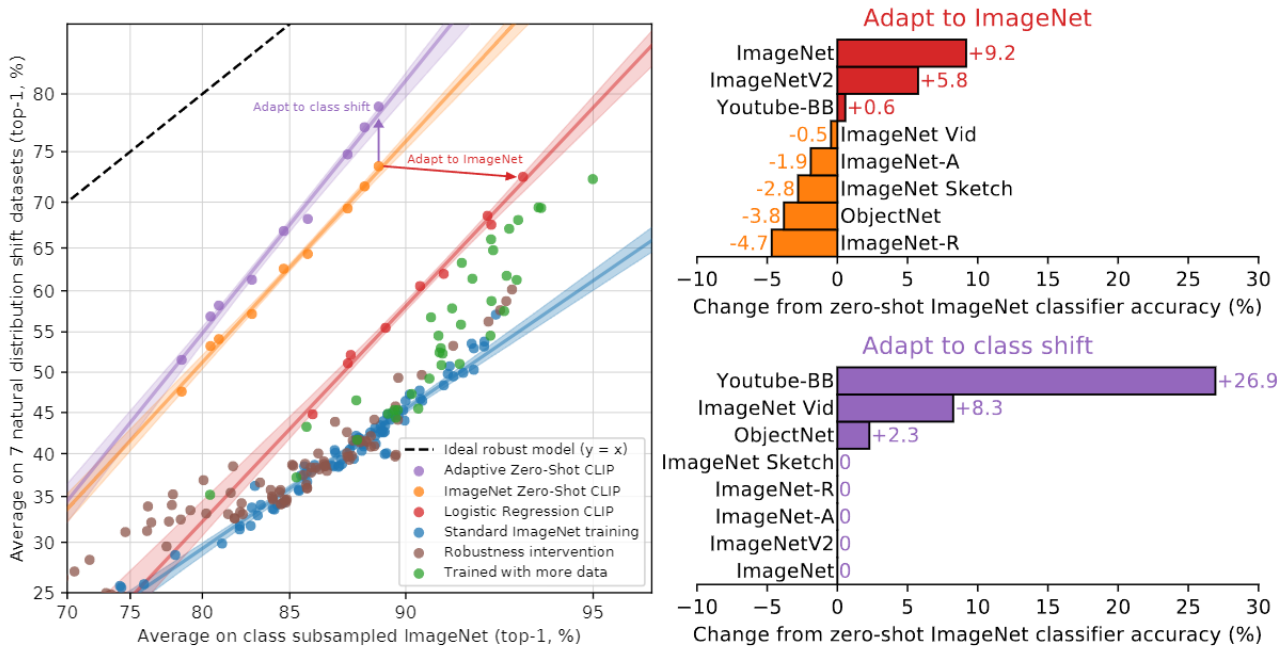 Average on 7 natural distribution shift datasets (top-1, %)
80
75
70
65
60
55
50
45
40
35
30
25
Adapt to class shift
Adapt to ImageNet
Ideal robust model (y = x)
Adaptive Zero-Shot CLIP
ImageNet Zero-Shot CLIP
Logistic Regression CLIP
Standard ImageNet training
Robustness intervention
Trained with more data
70 75 80 85 90 95
Average on class subsampled ImageNet (top-1, %)
Adapt to ImageNet
ImageNet +9.2
ImageNetV2 +5.8
Youtube-BB +0.6
-0.5 ImageNet Vid
-1.9 ImageNet-A
-2.8 ImageNet Sketch
-3.8 ObjectNet
-4.7 ImageNet-R
−10 −5 0 5 10 15 20 25 30
Change from zero-shot ImageNet classifier accuracy (%)
Adapt to class shift
Youtube-BB +26.9
ImageNet Vid +8.3
ObjectNet +2.3
ImageNet Sketch 0
ImageNet-R 0
ImageNet-A 0
ImageNetV2 0
ImageNet 0
−10 −5 0 5 10 15 20 25 30
Change from zero-shot ImageNet classifier accuracy (%)